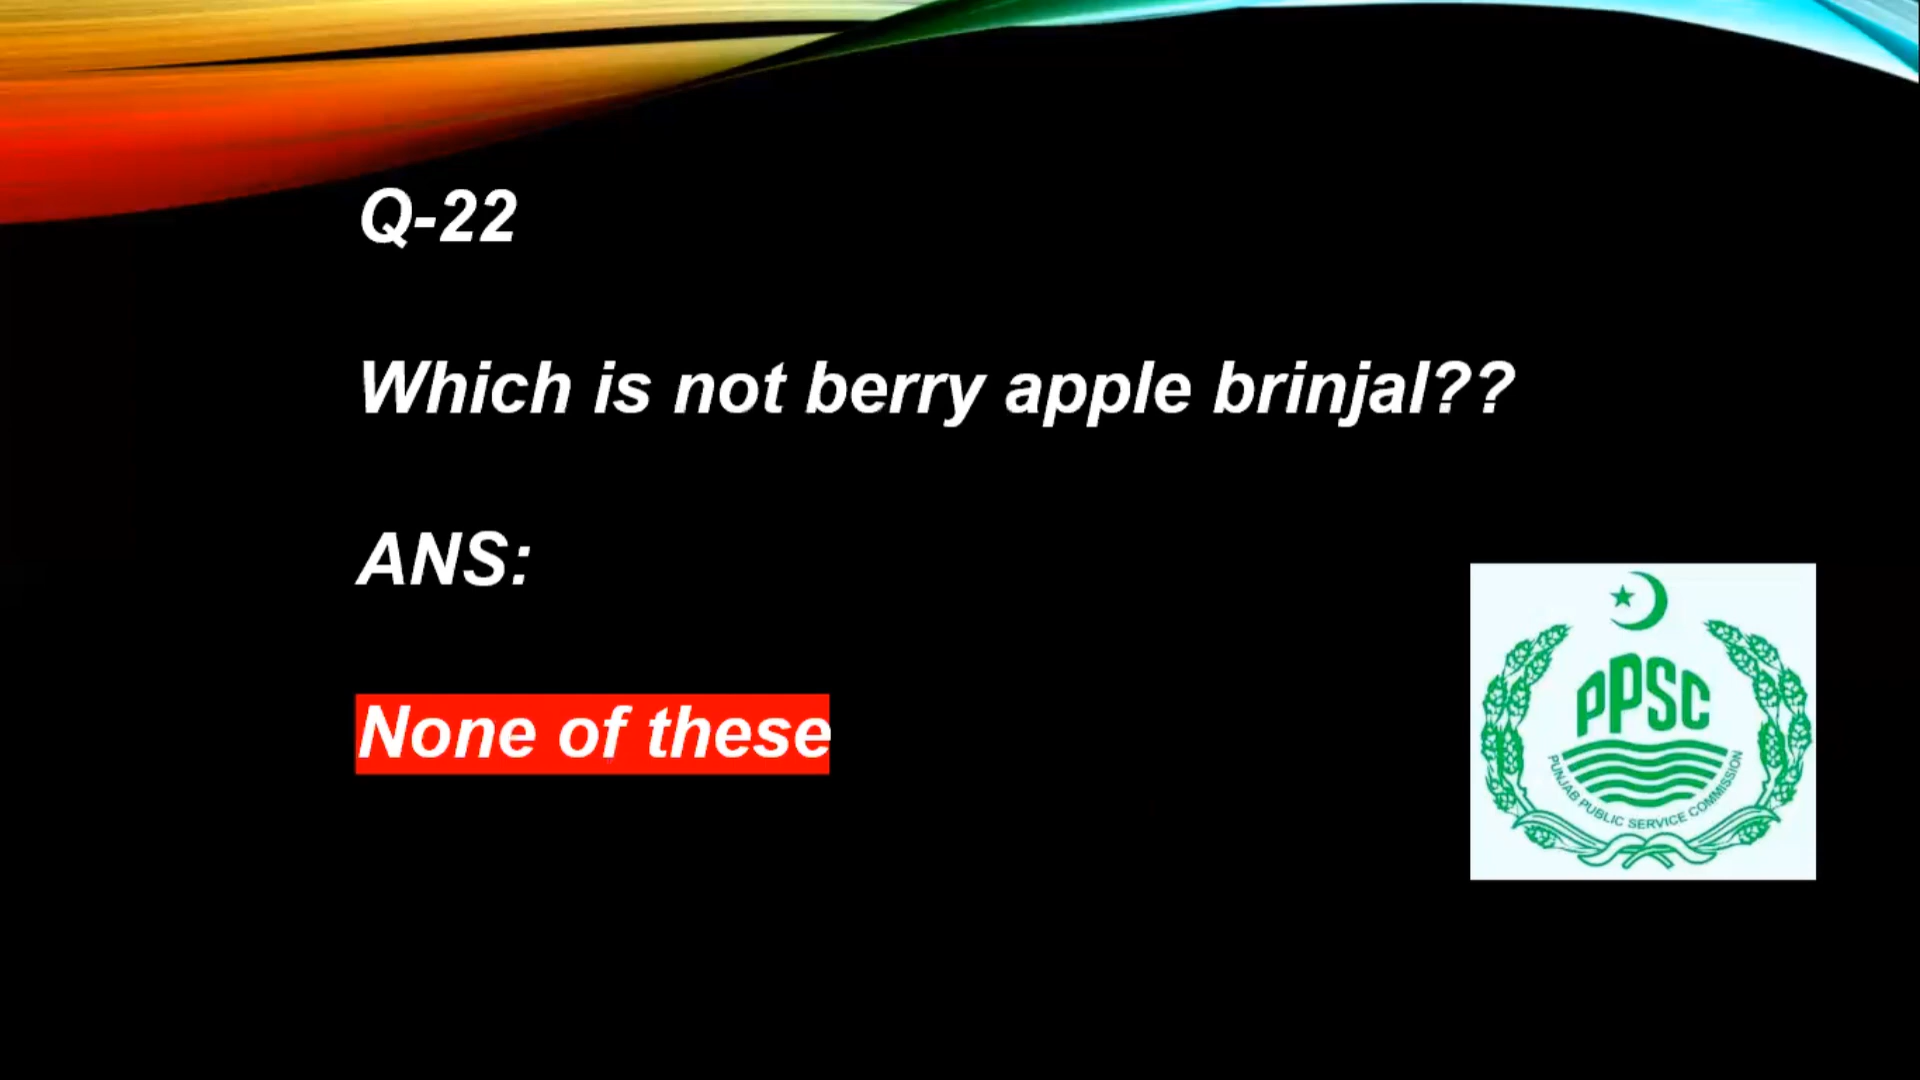 Q-22
Which is not berry apple brinjal??
ANS:
None of these
PPSC
PUNJAB PUBLIC SERVICE COMMISSION